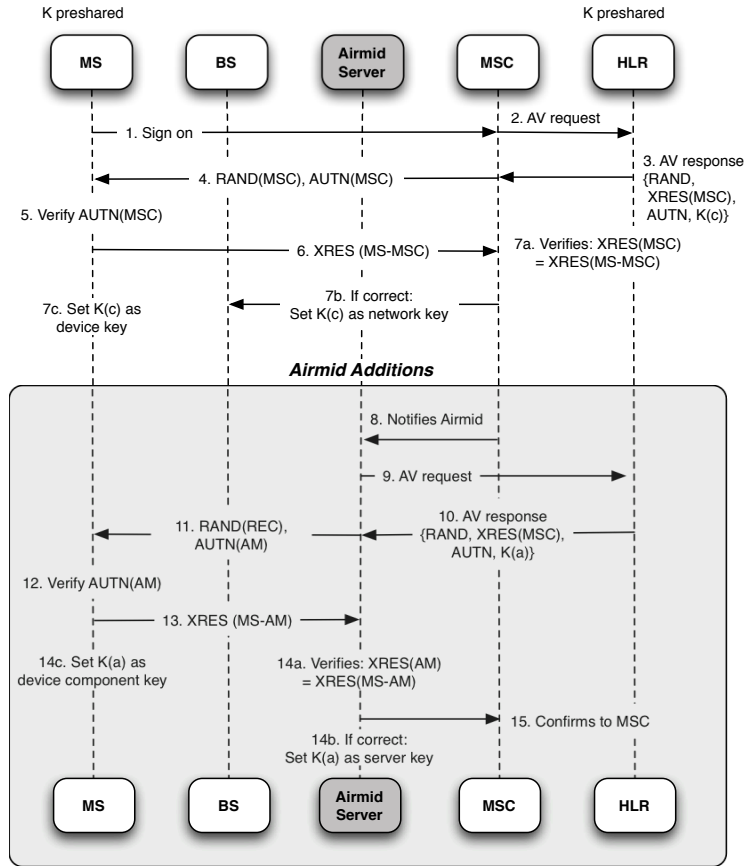 K preshared
K preshared
MS
BS
Airmid
Server
MSC
HLR
1. Sign on
2. AV request
3. AV response
{RAND,
XRES(MSC),
AUTN, K(c)}
4. RAND(MSC), AUTN(MSC)
5. Verify AUTN(MSC)
6. XRES (MS-MSC)
7a. Verifies: XRES(MSC)
= XRES(MS-MSC)
7b. If correct:
Set K(c) as network key
7c. Set K(c) as
device key
Airmid Additions
8. Notifies Airmid
9. AV request
10. AV response
{RAND, XRES(MSC),
AUTN, K(a)}
11. RAND(REC),
AUTN(AM)
12. Verify AUTN(AM)
13. XRES (MS-AM)
14c. Set K(a) as
device component key
14a. Verifies: XRES(AM)
= XRES(MS-AM)
15. Confirms to MSC
14b. If correct:
Set K(a) as server key
MS
BS
Airmid
Server
MSC
HLR